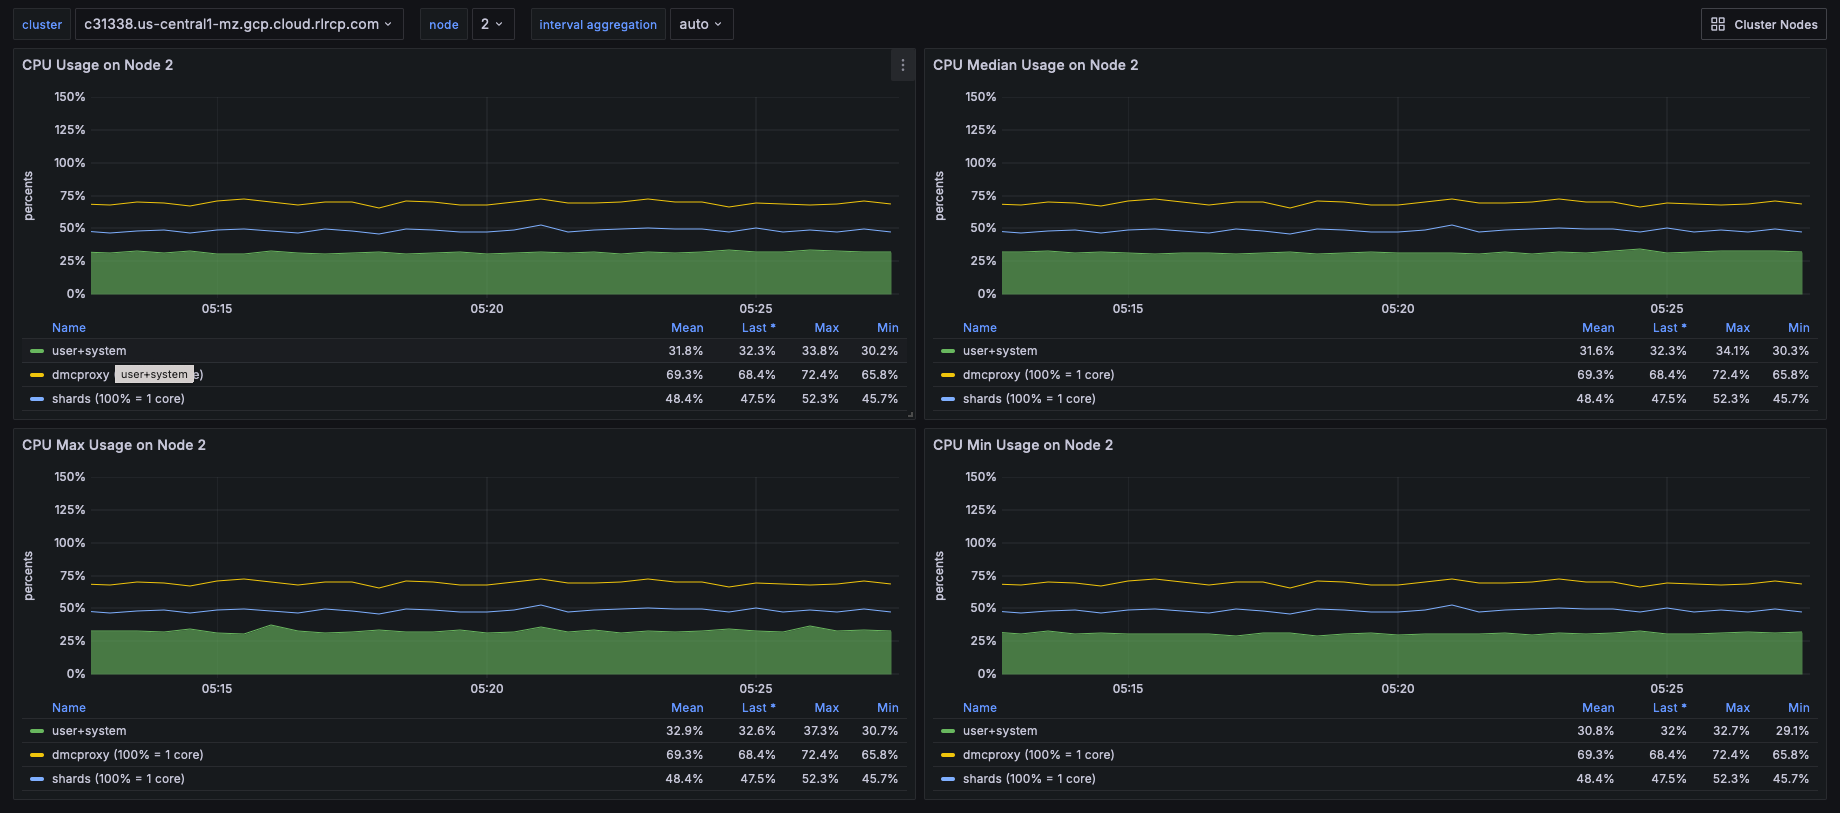 cluster c31338.us-central1-mz.gcp.cloud.rlrcp.com node 2 interval aggregation auto Cluster Nodes
CPU Usage on Node 2
150%
125%
100%
75%
50%
25%
0%
percents
05:15 05:20 05:25
Name Mean Last * Max Min
user+system 31.8% 32.3% 33.8% 30.2%
dmcproxy ( user+system e) 69.3% 68.4% 72.4% 65.8%
shards (100% = 1 core) 48.4% 47.5% 52.3% 45.7%
CPU Median Usage on Node 2
150%
125%
100%
75%
50%
25%
0%
percents
05:15 05:20 05:25
Name Mean Last * Max Min
user+system 31.6% 32.3% 34.1% 30.3%
dmcproxy (100% = 1 core) 69.3% 68.4% 72.4% 65.8%
shards (100% = 1 core) 48.4% 47.5% 52.3% 45.7%
CPU Max Usage on Node 2
150%
125%
100%
75%
50%
25%
0%
percents
05:15 05:20 05:25
Name Mean Last * Max Min
user+system 32.9% 32.6% 37.3% 30.7%
dmcproxy (100% = 1 core) 69.3% 68.4% 72.4% 65.8%
shards (100% = 1 core) 48.4% 47.5% 52.3% 45.7%
CPU Min Usage on Node 2
150%
125%
100%
75%
50%
25%
0%
percents
05:15 05:20 05:25
Name Mean Last * Max Min
user+system 30.8% 32% 32.7% 29.1%
dmcproxy (100% = 1 core) 69.3% 68.4% 72.4% 65.8%
shards (100% = 1 core) 48.4% 47.5% 52.3% 45.7%